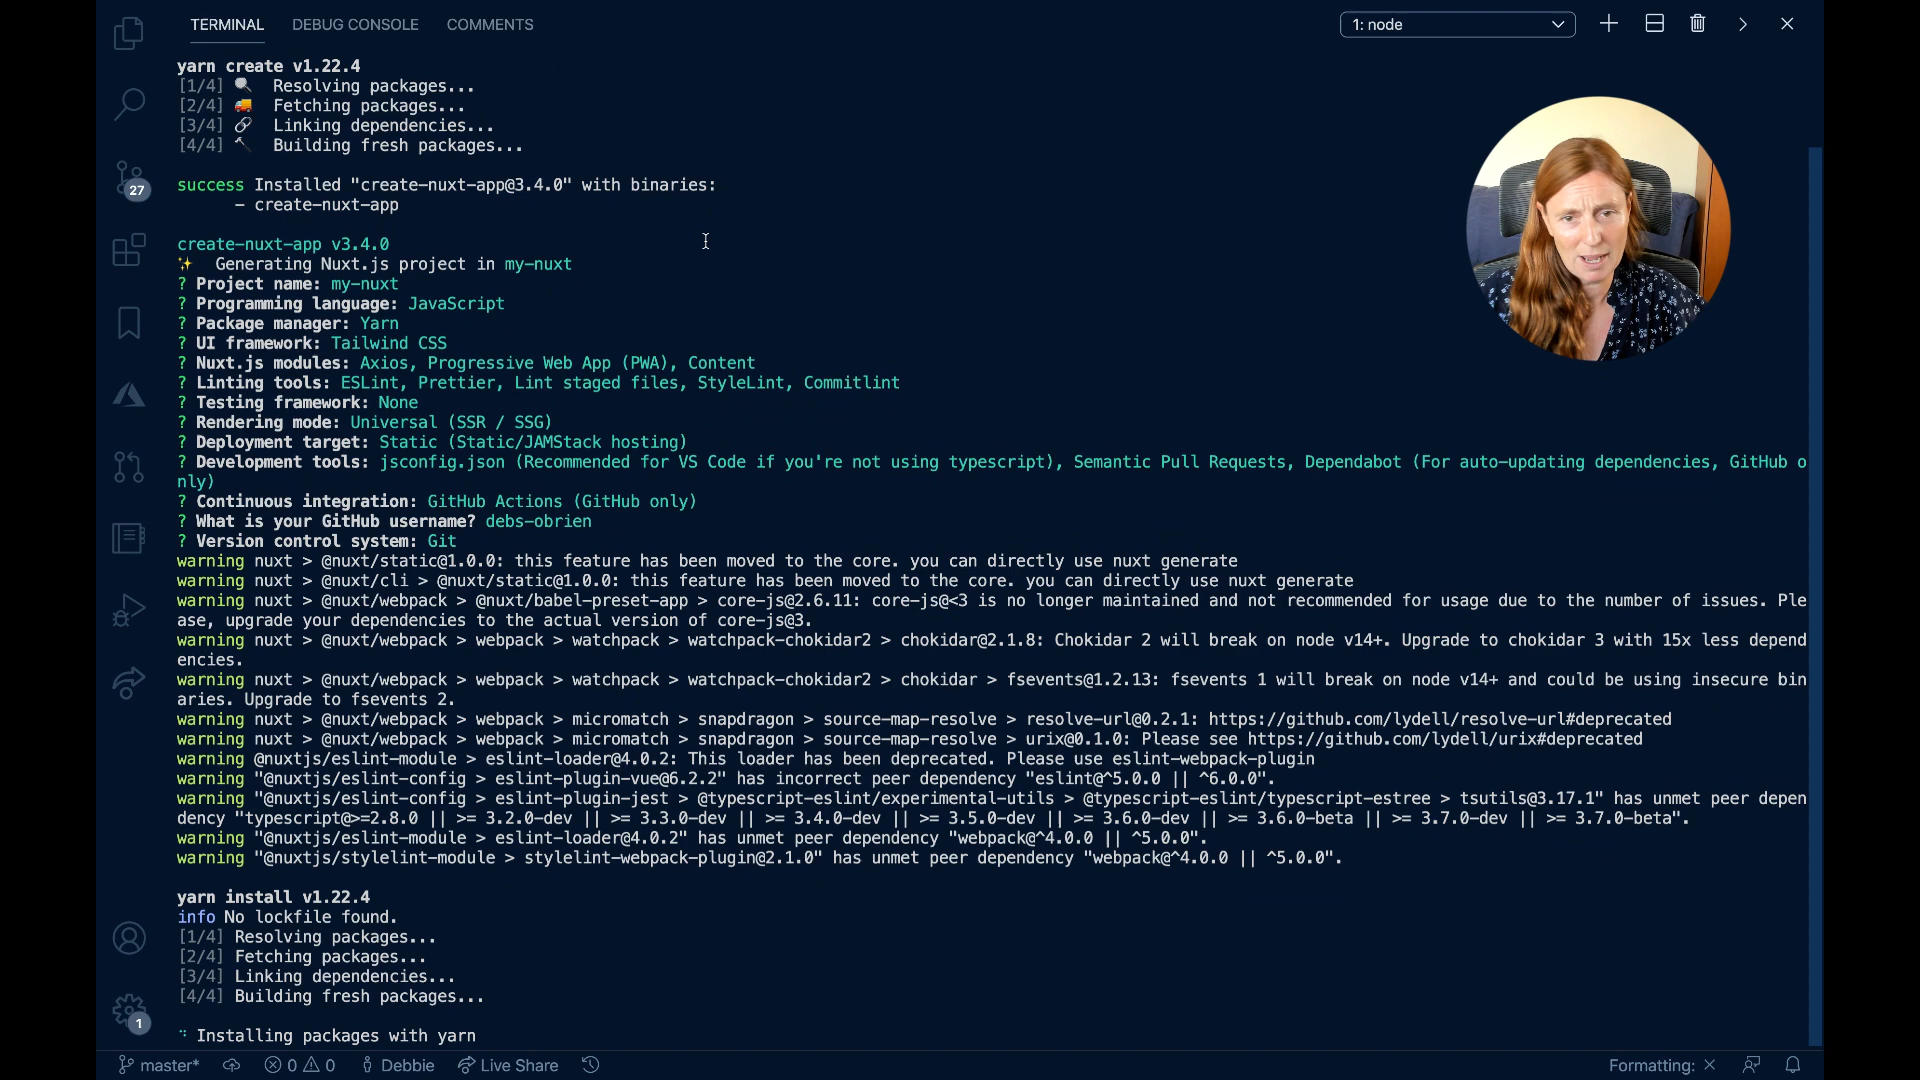 TERMINAL DEBUG CONSOLE COMMENTS 1: node
yarn create v1.22.4
[1/4] 🔍 Resolving packages...
[2/4] 🚚 Fetching packages...
[3/4] 🔗 Linking dependencies...
[4/4] 🔨 Building fresh packages...
success Installed "create-nuxt-app@3.4.0" with binaries:
- create-nuxt-app
create-nuxt-app v3.4.0
✨ Generating Nuxt.js project in my-nuxt
? Project name: my-nuxt
? Programming language: JavaScript
? Package manager: Yarn
? UI framework: Tailwind CSS
? Nuxt.js modules: Axios, Progressive Web App (PWA), Content
? Linting tools: ESLint, Prettier, Lint staged files, StyleLint, Commitlint
? Testing framework: None
? Rendering mode: Universal (SSR / SSG)
? Deployment target: Static (Static/JAMStack hosting)
? Development tools: jsconfig.json (Recommended for VS Code if you're not using typescript), Semantic Pull Requests, Dependabot (For auto-updating dependencies, GitHub o
nly)
? Continuous integration: GitHub Actions (GitHub only)
? What is your GitHub username? debs-obrien
? Version control system: Git
warning nuxt > @nuxt/static@1.0.0: this feature has been moved to the core. you can directly use nuxt generate
warning nuxt > @nuxt/cli > @nuxt/static@1.0.0: this feature has been moved to the core. you can directly use nuxt generate
warning nuxt > @nuxt/webpack > @nuxt/babel-preset-app > core-js@2.6.11: core-js@<3 is no longer maintained and not recommended for usage due to the number of issues. Ple
ase, upgrade your dependencies to the actual version of core-js@3.
warning nuxt > @nuxt/webpack > webpack > watchpack > watchpack-chokidar2 > chokidar@2.1.8: Chokidar 2 will break on node v14+. Upgrade to chokidar 3 with 15x less depend
encies.
warning nuxt > @nuxt/webpack > webpack > watchpack > watchpack-chokidar2 > chokidar > fsevents@1.2.13: fsevents 1 will break on node v14+ and could be using insecure bin
aries. Upgrade to fsevents 2.
warning nuxt > @nuxt/webpack > webpack > micromatch > snapdragon > source-map-resolve > resolve-url@0.2.1: https://github.com/lydell/resolve-url#deprecated
warning nuxt > @nuxt/webpack > webpack > micromatch > snapdragon > source-map-resolve > urix@0.1.0: Please see https://github.com/lydell/urix#deprecated
warning @nuxtjs/eslint-module > eslint-loader@4.0.2: This loader has been deprecated. Please use eslint-webpack-plugin
warning "@nuxtjs/eslint-config > eslint-plugin-vue@6.2.2" has incorrect peer dependency "eslint@^5.0.0 || ^6.0.0".
warning "@nuxtjs/eslint-config > eslint-plugin-jest > @typescript-eslint/experimental-utils > @typescript-eslint/typescript-estree > tsutils@3.17.1" has unmet peer depen
dency "typescript@>=2.8.0 || >= 3.2.0-dev || >= 3.3.0-dev || >= 3.4.0-dev || >= 3.5.0-dev || >= 3.6.0-dev || >= 3.6.0-beta || >= 3.7.0-dev || >= 3.7.0-beta".
warning "@nuxtjs/eslint-module > eslint-loader@4.0.2" has unmet peer dependency "webpack@^4.0.0 || ^5.0.0".
warning "@nuxtjs/stylelint-module > stylelint-webpack-plugin@2.1.0" has unmet peer dependency "webpack@^4.0.0 || ^5.0.0".
yarn install v1.22.4
info No lockfile found.
[1/4] Resolving packages...
[2/4] Fetching packages...
[3/4] Linking dependencies...
[4/4] Building fresh packages...
Installing packages with yarn
27
1
master* 0 0 Debbie Live Share Formatting: ×